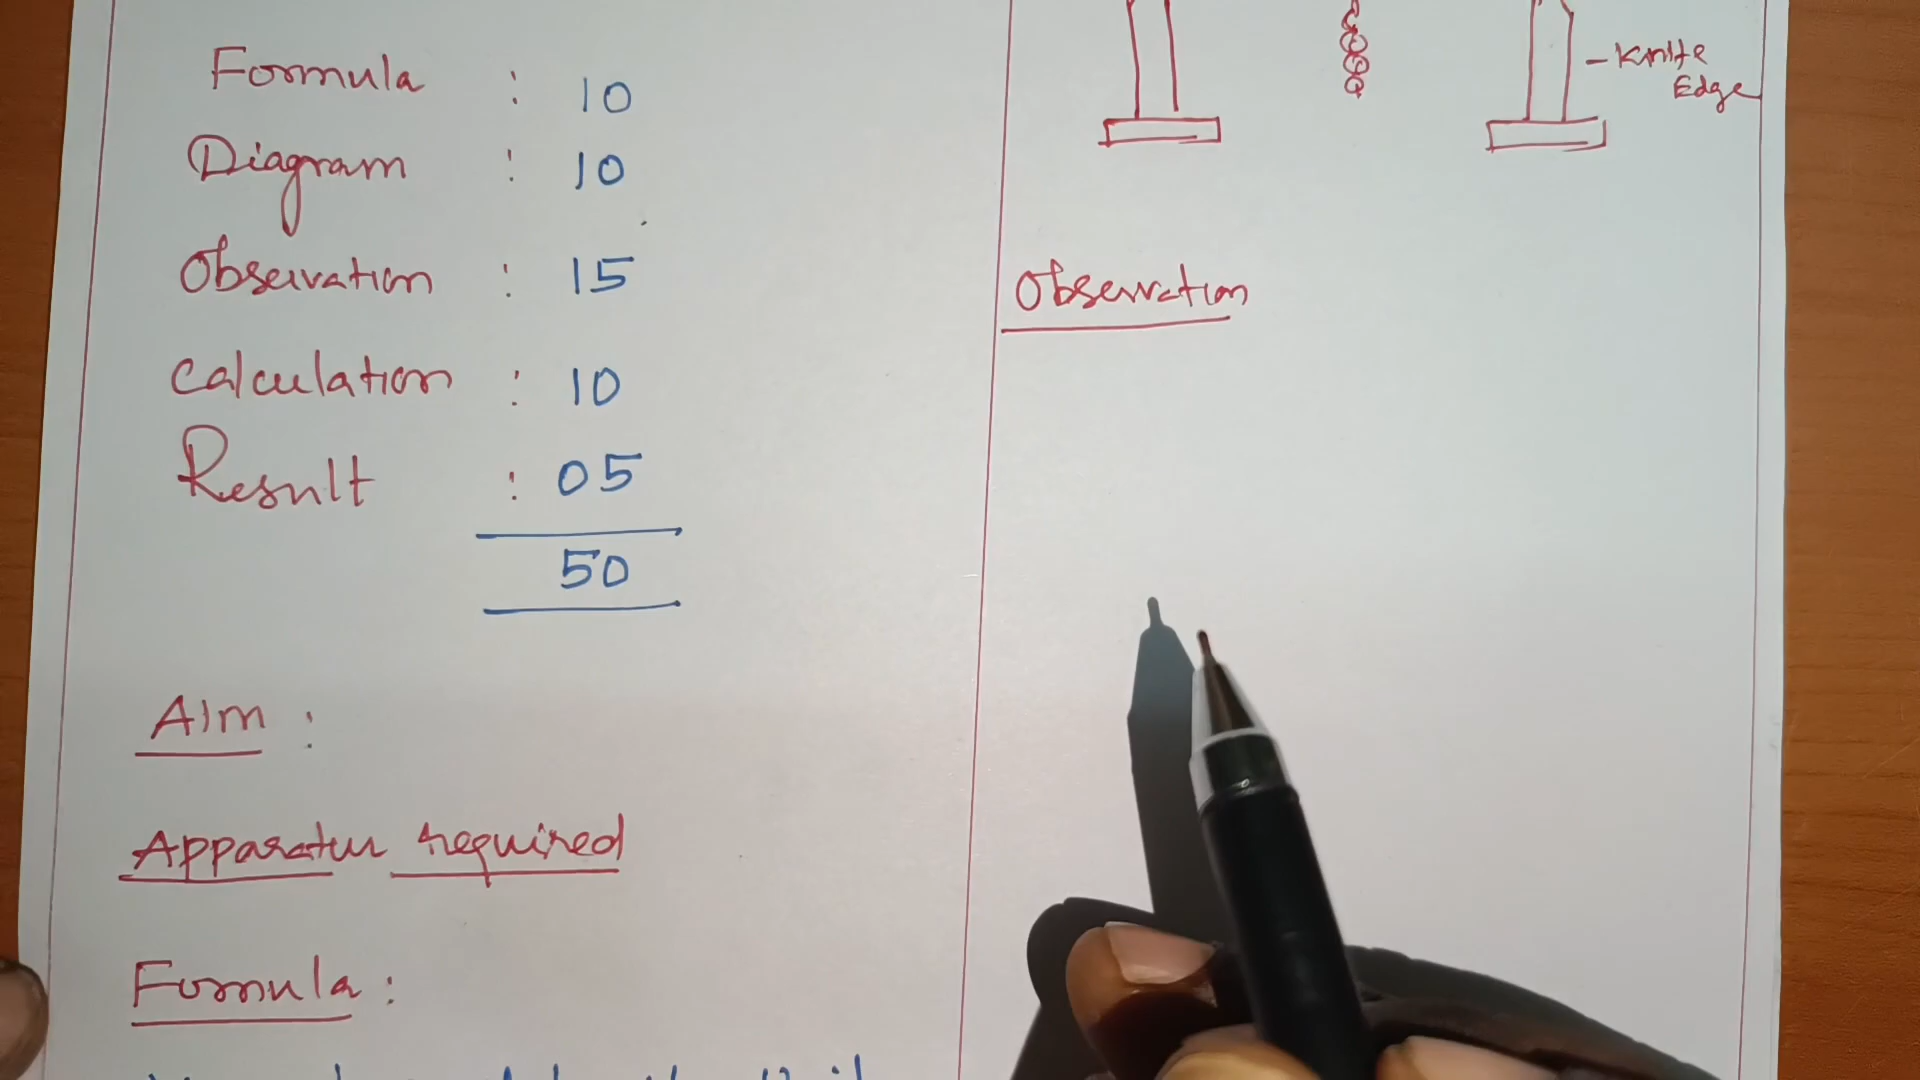 Formula : 10
Diagram : 10
Observation : 15
Calculation : 10
Result : 05
50
Aim :
Apparatus required
Formula :
- Knife
Edge
Observation